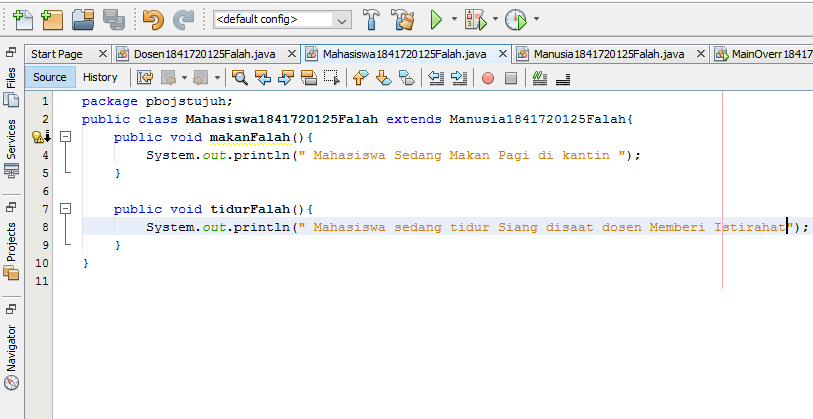 <default config>
Start Page Dosen1841720125Falah.java Mahasiswa1841720125Falah.java Manusia1841720125Falah.java MainOverr18417
Source History
Files
Services
Projects
Navigator
1 package pbojstujuh;
2 public class Mahasiswa1841720125Falah extends Manusia1841720125Falah{
public void makanFalah(){
4 System.out.println(" Mahasiswa Sedang Makan Pagi di kantin ");
5 }
6
7 public void tidurFalah(){
8 System.out.println(" Mahasiswa sedang tidur Siang disaat dosen Memberi Istirahat");
9 }
10 }
11